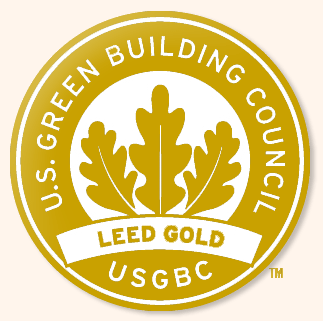 U.S. GREEN BUILDING COUNCIL
LEED GOLD
USGBC
TM